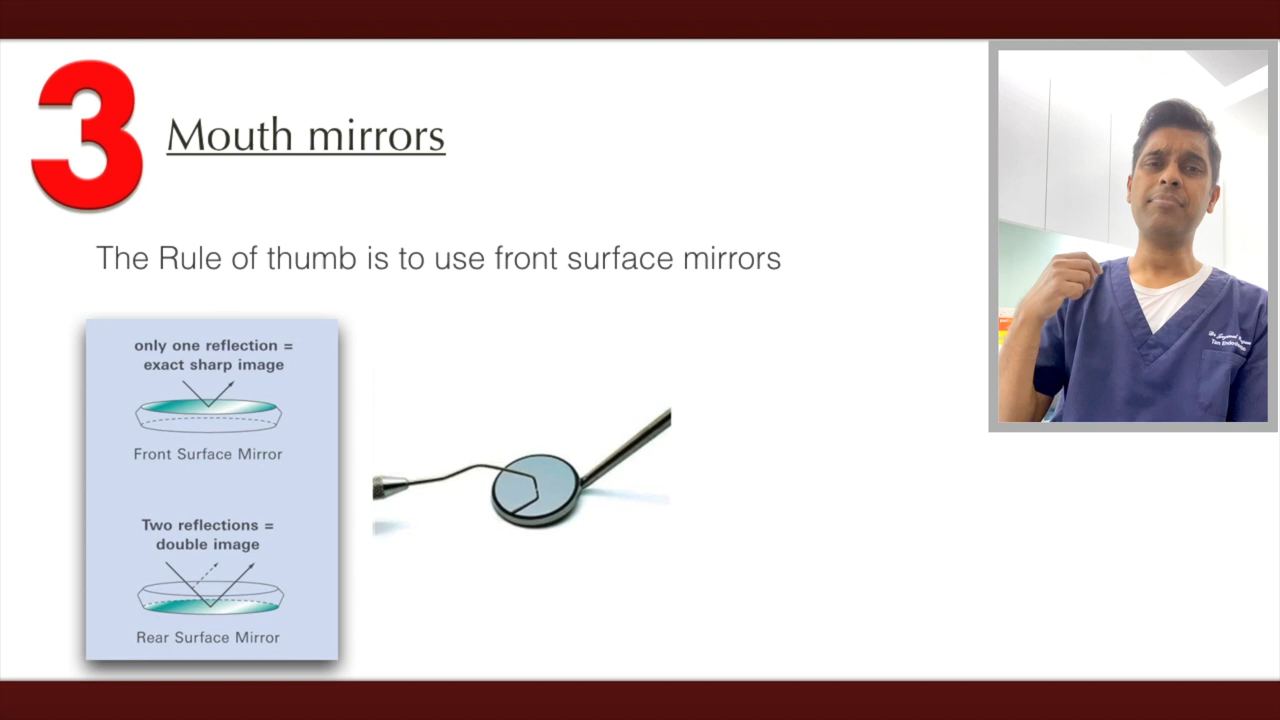 3
Mouth mirrors
The Rule of thumb is to use front surface mirrors
only one reflection =
exact sharp image
Front Surface Mirror
Two reflections =
double image
Rear Surface Mirror